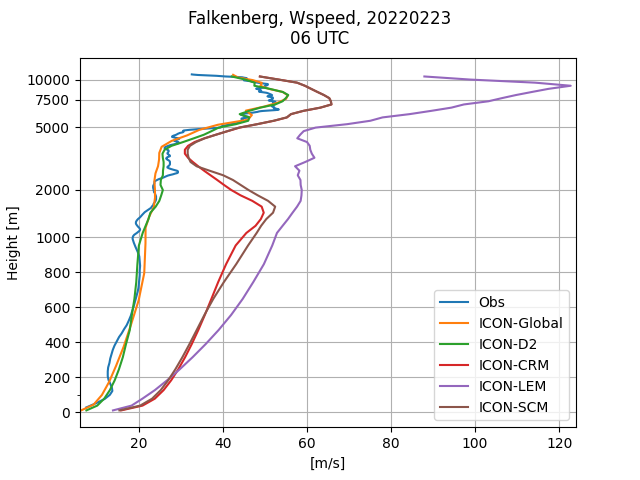 Falkenberg, Wspeed, 20220223
06 UTC
10000
7500
5000
2000
1000
800
600
400
200
0
Height [m]
20
40
60
80
100
120
[m/s]
Obs
ICON-Global
ICON-D2
ICON-CRM
ICON-LEM
ICON-SCM